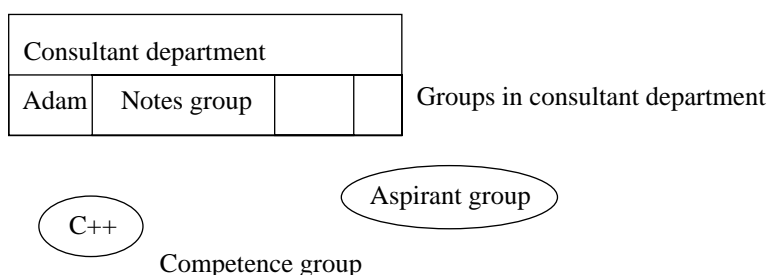 Consultant department
Adam Notes group
Groups in consultant department
Aspirant group
C++
Competence group